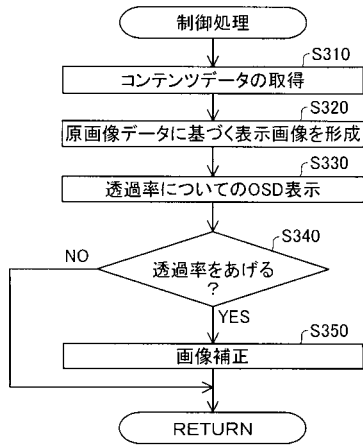 制御処理
S310
コンテンツデータの取得
S320
原画像データに基づく表示画像を形成
S330
透過率についてのOSD表示
S340
NO
透過率をあげる
?
YES
S350
画像補正
RETURN